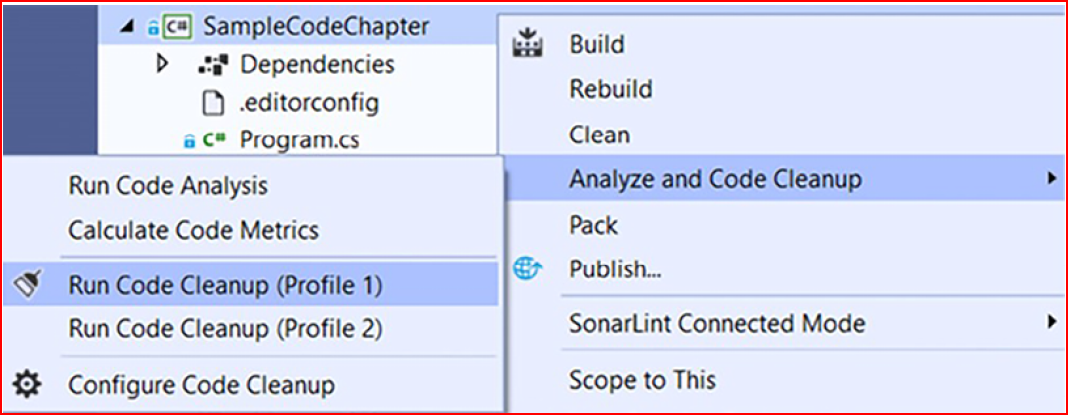 C# SampleCodeChapter
Dependencies
.editorconfig
C# Program.cs
Build
Rebuild
Clean
Analyze and Code Cleanup
Pack
Publish...
SonarLint Connected Mode
Scope to This
Run Code Analysis
Calculate Code Metrics
Run Code Cleanup (Profile 1)
Run Code Cleanup (Profile 2)
Configure Code Cleanup